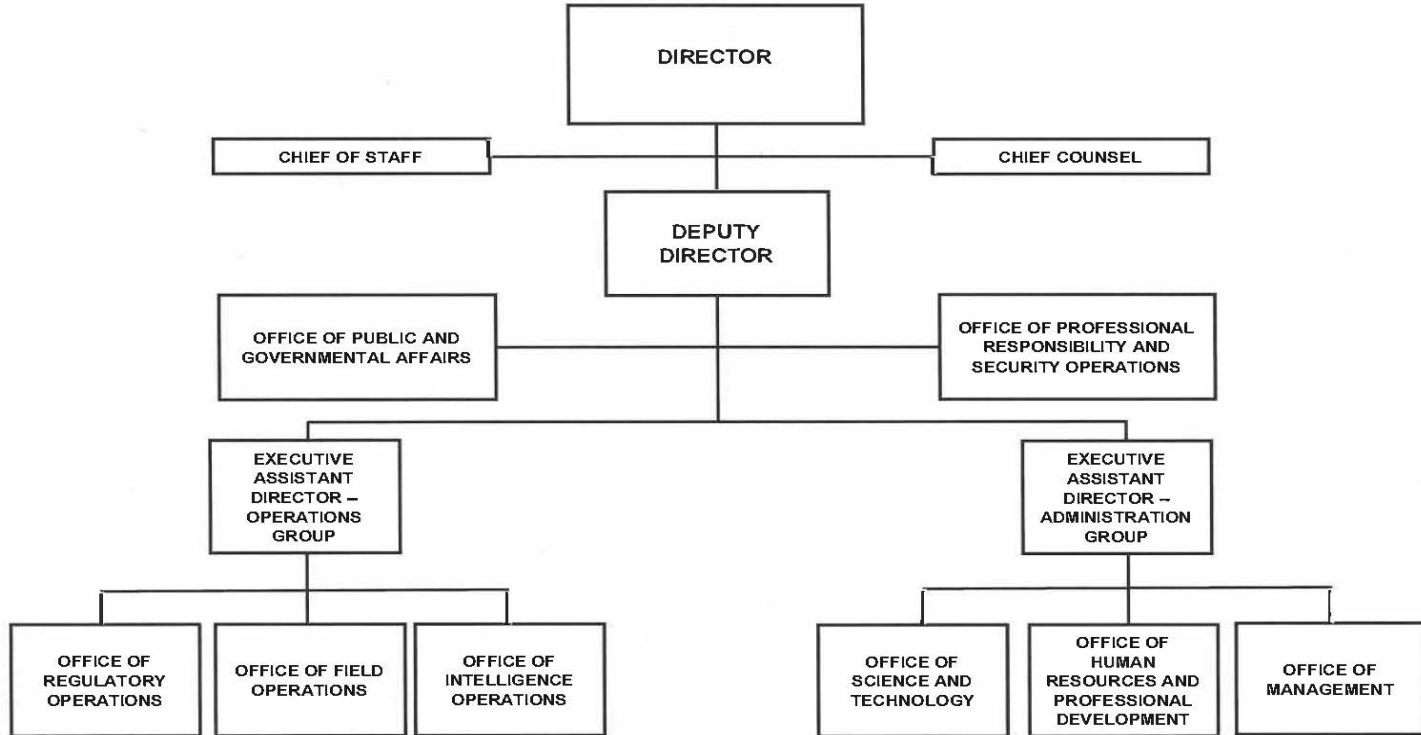 DIRECTOR
CHIEF OF STAFF
CHIEF COUNSEL
DEPUTY
DIRECTOR
OFFICE OF PUBLIC AND
GOVERNMENTAL AFFAIRS
OFFICE OF PROFESSIONAL
RESPONSIBILITY AND
SECURITY OPERATIONS
EXECUTIVE
ASSISTANT
DIRECTOR –
OPERATIONS
GROUP
EXECUTIVE
ASSISTANT
DIRECTOR –
ADMINISTRATION
GROUP
OFFICE OF
REGULATORY
OPERATIONS
OFFICE OF FIELD
OPERATIONS
OFFICE OF
INTELLIGENCE
OPERATIONS
OFFICE OF
SCIENCE AND
TECHNOLOGY
OFFICE OF
HUMAN
RESOURCES AND
PROFESSIONAL
DEVELOPMENT
OFFICE OF
MANAGEMENT